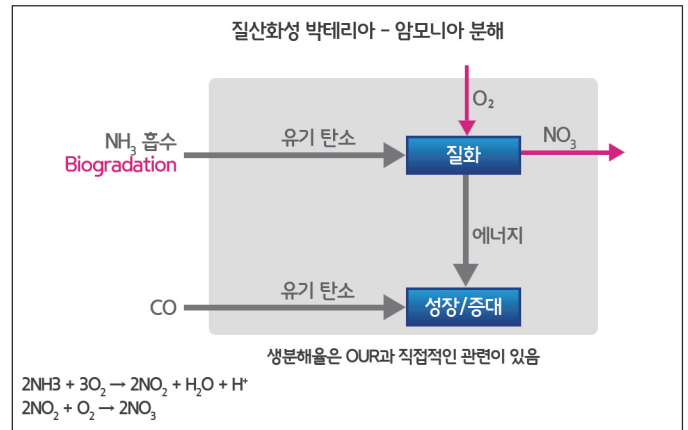 질산화성 박테리아 – 암모니아 분해
O₂
NH₃ 흡수
Biogradation
유기 탄소
질화
NO₃
에너지
CO
유기 탄소
성장/증대
생분해율은 OUR과 직접적인 관련이 있음
2NH3 + 3O₂ → 2NO₂ + H₂O + H⁺
2NO₂ + O₂ → 2NO₃